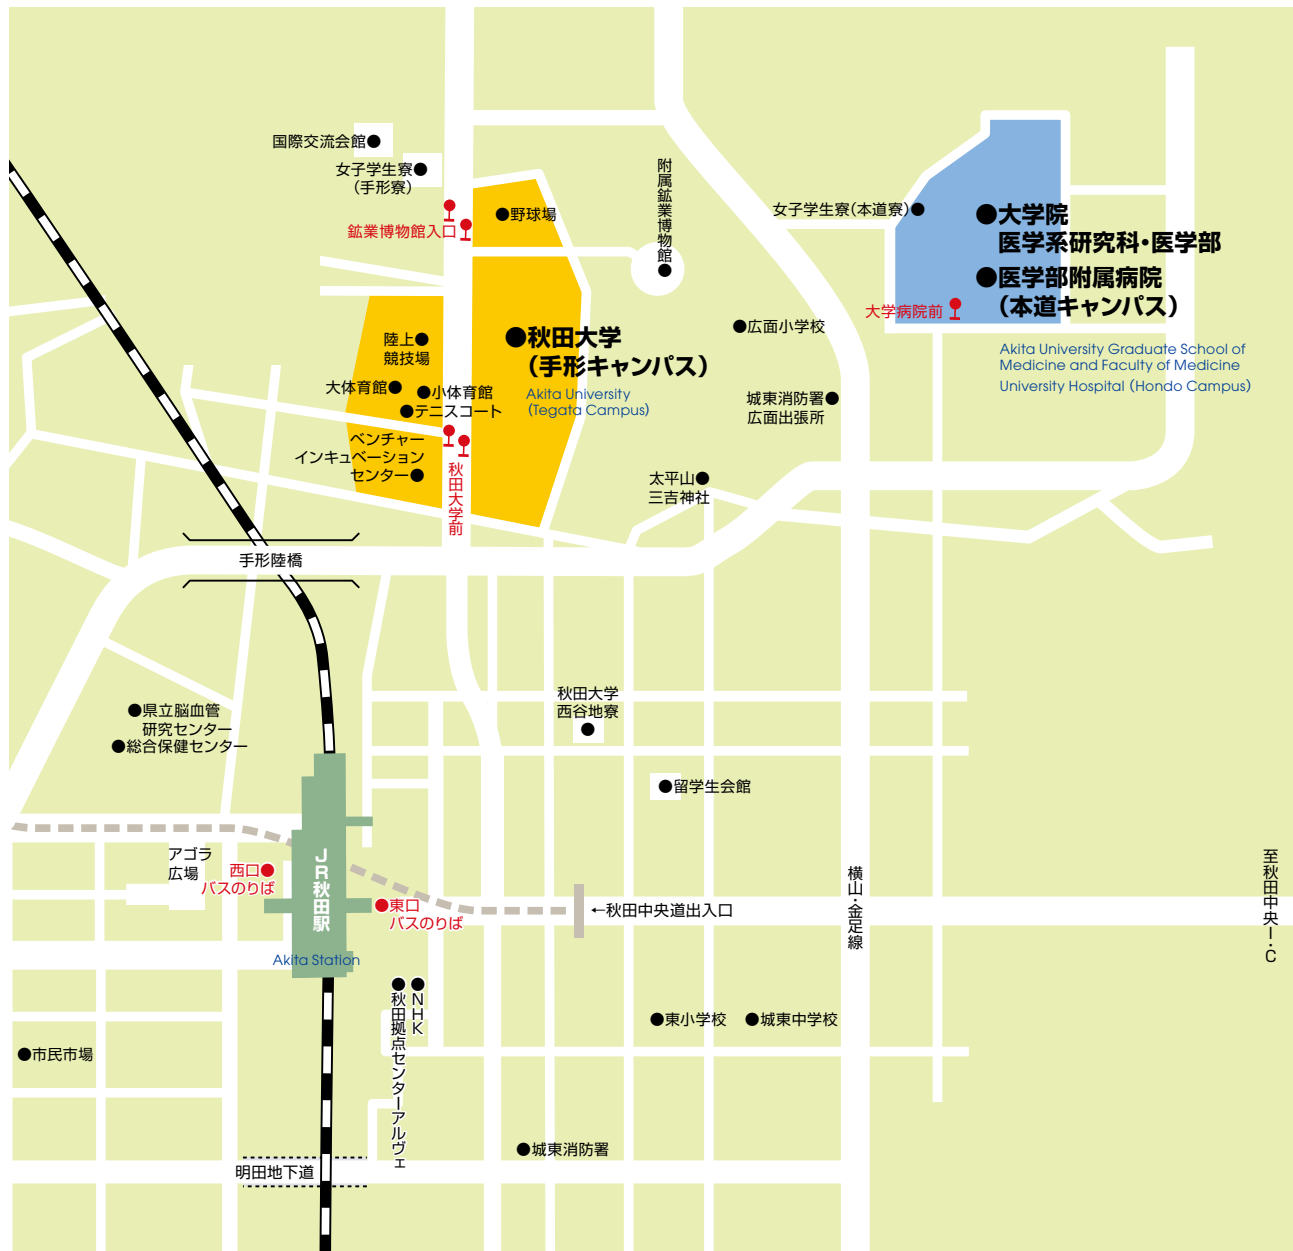 国際交流会館
女子学生寮
(手形寮)
鉱業博物館入口
野球場
附属鉱業博物館
女子学生寮(本道寮)
大学院
医学系研究科・医学部
医学部附属病院
(本道キャンパス)
大学病院前
Akita University Graduate School of
Medicine and Faculty of Medicine
University Hospital (Hondo Campus)
広面小学校
城東消防署
広面出張所
陸上
競技場
大体育館
小体育館
テニスコート
秋田大学
(手形キャンパス)
Akita University
(Tegata Campus)
ベンチャー
インキュベーション
センター
秋田大学前
太平山
三吉神社
手形陸橋
県立脳血管
研究センター
総合保健センター
秋田大学
西谷地寮
留学生会館
アゴラ
広場
西口
バスのりば
JR秋田駅
Akita Station
東口
バスのりば
←秋田中央道出入口
横山・金足線
至秋田中央I・C
NHK
秋田拠点センターアルヴェ
東小学校
城東中学校
市民市場
城東消防署
明田地下道